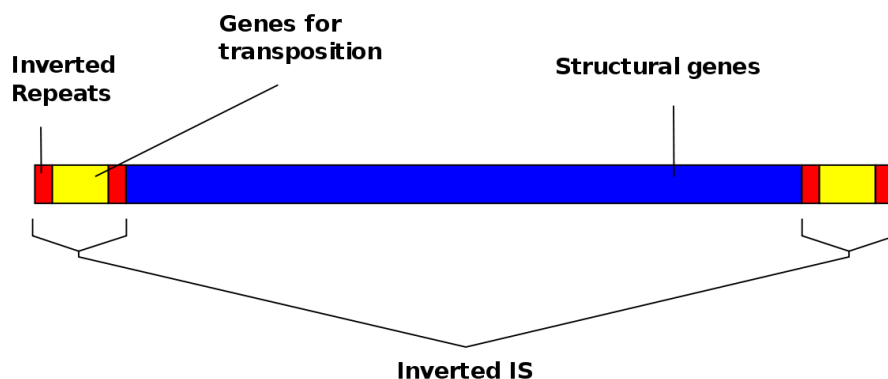 Genes for
transposition
Inverted
Repeats
Structural genes
Inverted IS